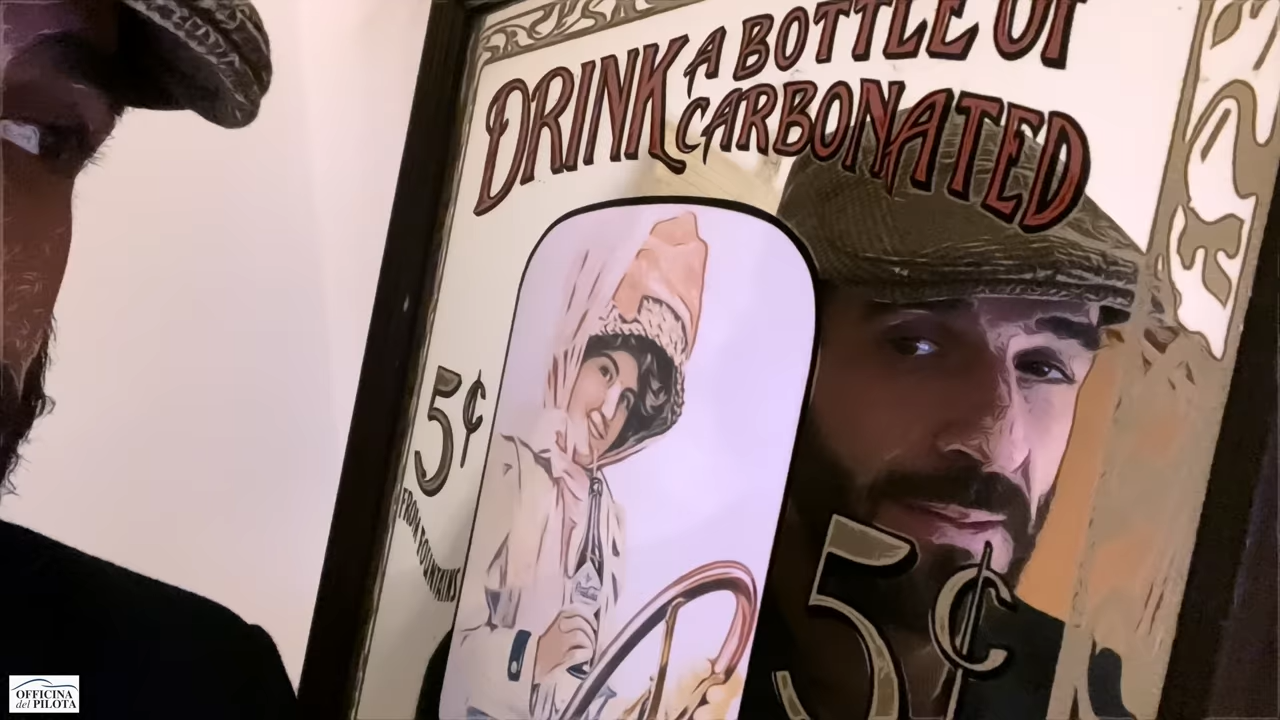 DRINK A BOTTLE OF
CARBONATED
5¢
FROM FOUNTAINS
5¢
OFFICINA
del PILOTA